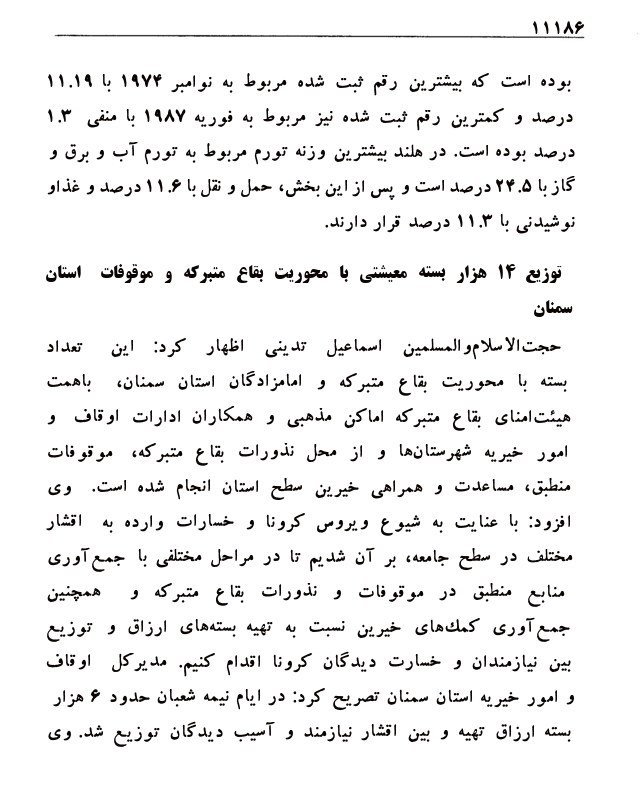 ۱۱۱۸۶
بوده است که بیشترین رقم ثبت شده مربوط به نوامبر ۱۹۷۴ با ۱۱.۱۹
درصد و کمترین رقم ثبت شده نیز مربوط به فوریه ۱۹۸۷ با منفی ۱.۳
درصد بوده است. در هلند بیشترین وزنه تورم مربوط به تورم آب و برق و
گاز با ۲۴.۵ درصد است و پس از این بخش، حمل و نقل با ۱۱.۶ درصد و غذاو
نوشیدنی با ۱۱.۳ درصد قرار دارند.
توزیع ۱۴ هزار بسته معیشتی با محوریت بقاع متبرکه و موقوفات استان
سمنان
حجت‌الاسلام‌والمسلمین اسماعیل تدینی اظهار کرد: این تعداد
بسته با محوریت بقاع متبرکه و امامزادگان استان سمنان، باهمت
هیئت‌امنای بقاع متبرکه اماکن مذهبی و همکاران ادارات اوقاف و
امور خیریه شهرستان‌ها و از محل نذورات بقاع متبرکه، موقوفات
منطبق، مساعدت و همراهی خیرین سطح استان انجام شده است. وی
افزود: با عنایت به شیوع ویروس کرونا و خسارات وارده به اقشار
مختلف در سطح جامعه، بر آن شدیم تا در مراحل مختلفی با جمع‌آوری
منابع منطبق در موقوفات و نذورات بقاع متبرکه و همچنین
جمع‌آوری کمك‌های خیرین نسبت به تهیه بسته‌های ارزاق و توزیع
بین نیازمندان و خسارت دیدگان کرونا اقدام کنیم. مدیرکل اوقاف
و امور خیریه استان سمنان تصریح کرد: در ایام نیمه شعبان حدود ۶ هزار
بسته ارزاق تهیه و بین اقشار نیازمند و آسیب دیدگان توزیع شد. وی